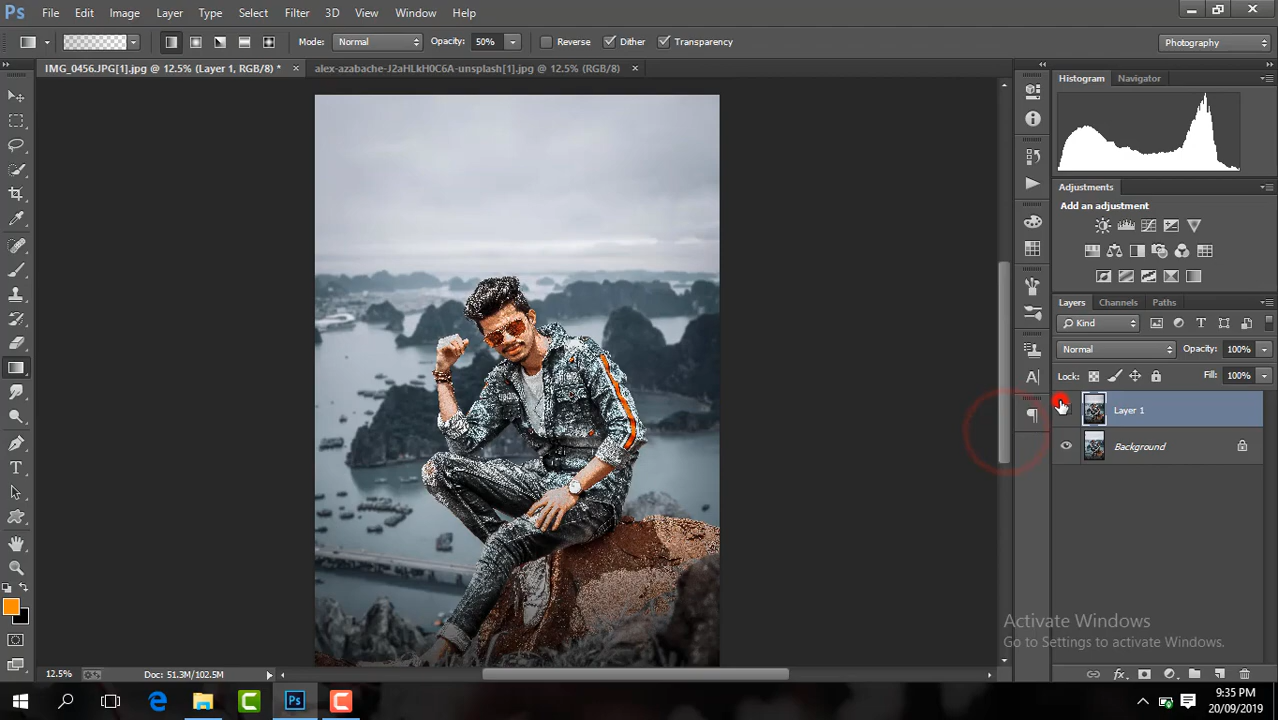 Ps File Edit Image Layer Type Select Filter 3D View Window Help
Mode: Normal Opacity: 50% Reverse Dither Transparency Photography
IMG_0456.JPG[1].jpg @ 12.5% (Layer 1, RGB/8) * × alex-azabache-J2aHLkH0C6A-unsplash[1].jpg @ 12.5% (RGB/8) ×
Histogram Navigator
Adjustments
Add an adjustment
Layers Channels Paths
Kind
Normal Opacity: 100%
Lock: Fill: 100%
Layer 1
Background
Activate Windows
Go to Settings to activate Windows.
12.5% Doc: 51.3M/102.5M
9:35 PM
20/09/2019